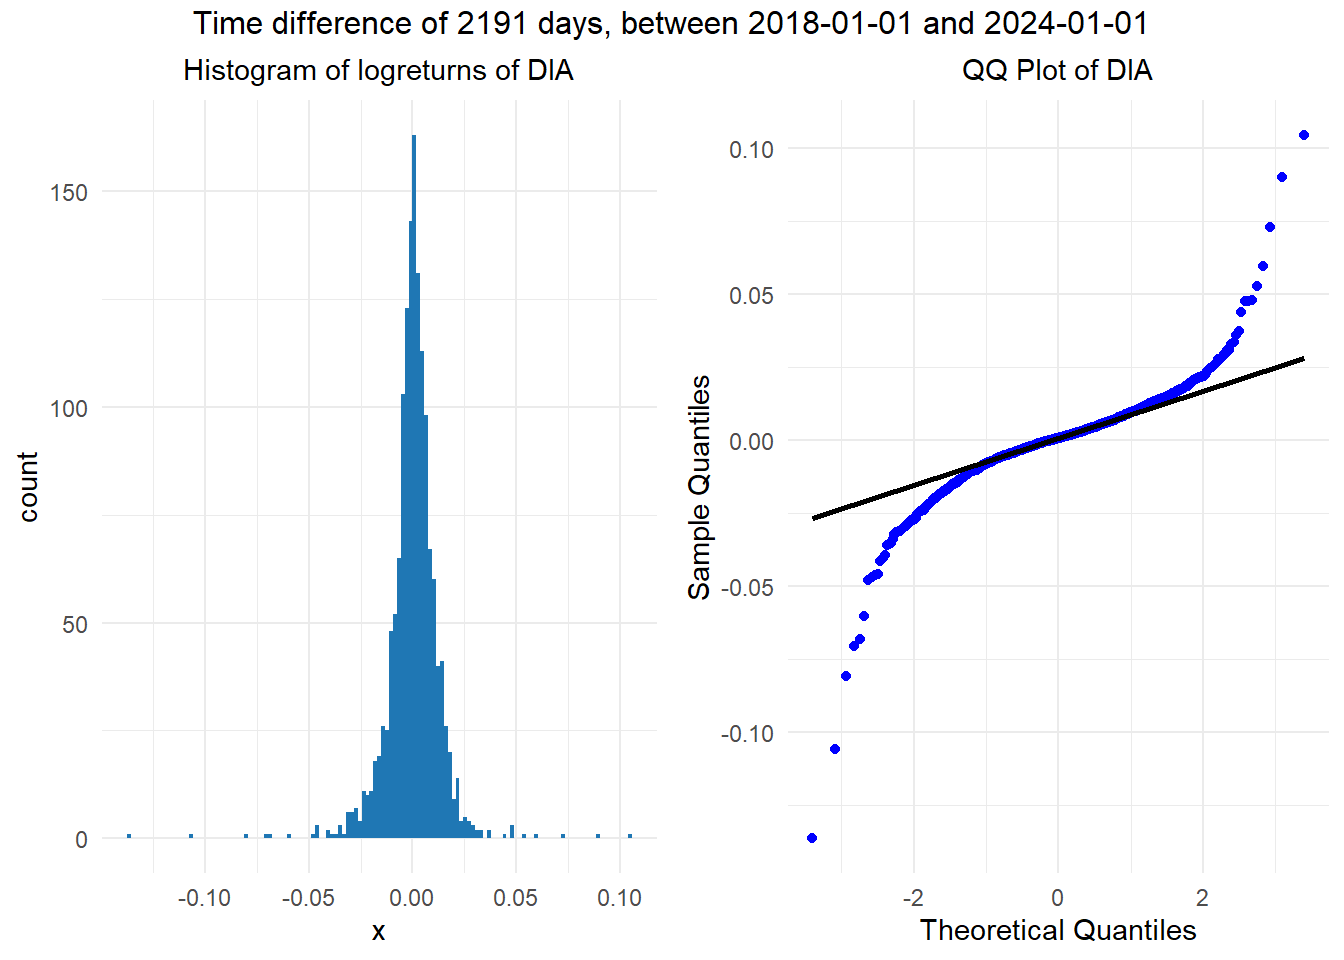 Time difference of 2191 days, between 2018-01-01 and 2024-01-01
Histogram of logreturns of DIA
QQ Plot of DIA
count
150
100
50
0
-0.10
-0.05
0.00
0.05
0.10
x
Sample Quantiles
0.10
0.05
0.00
-0.05
-0.10
-2
0
2
Theoretical Quantiles